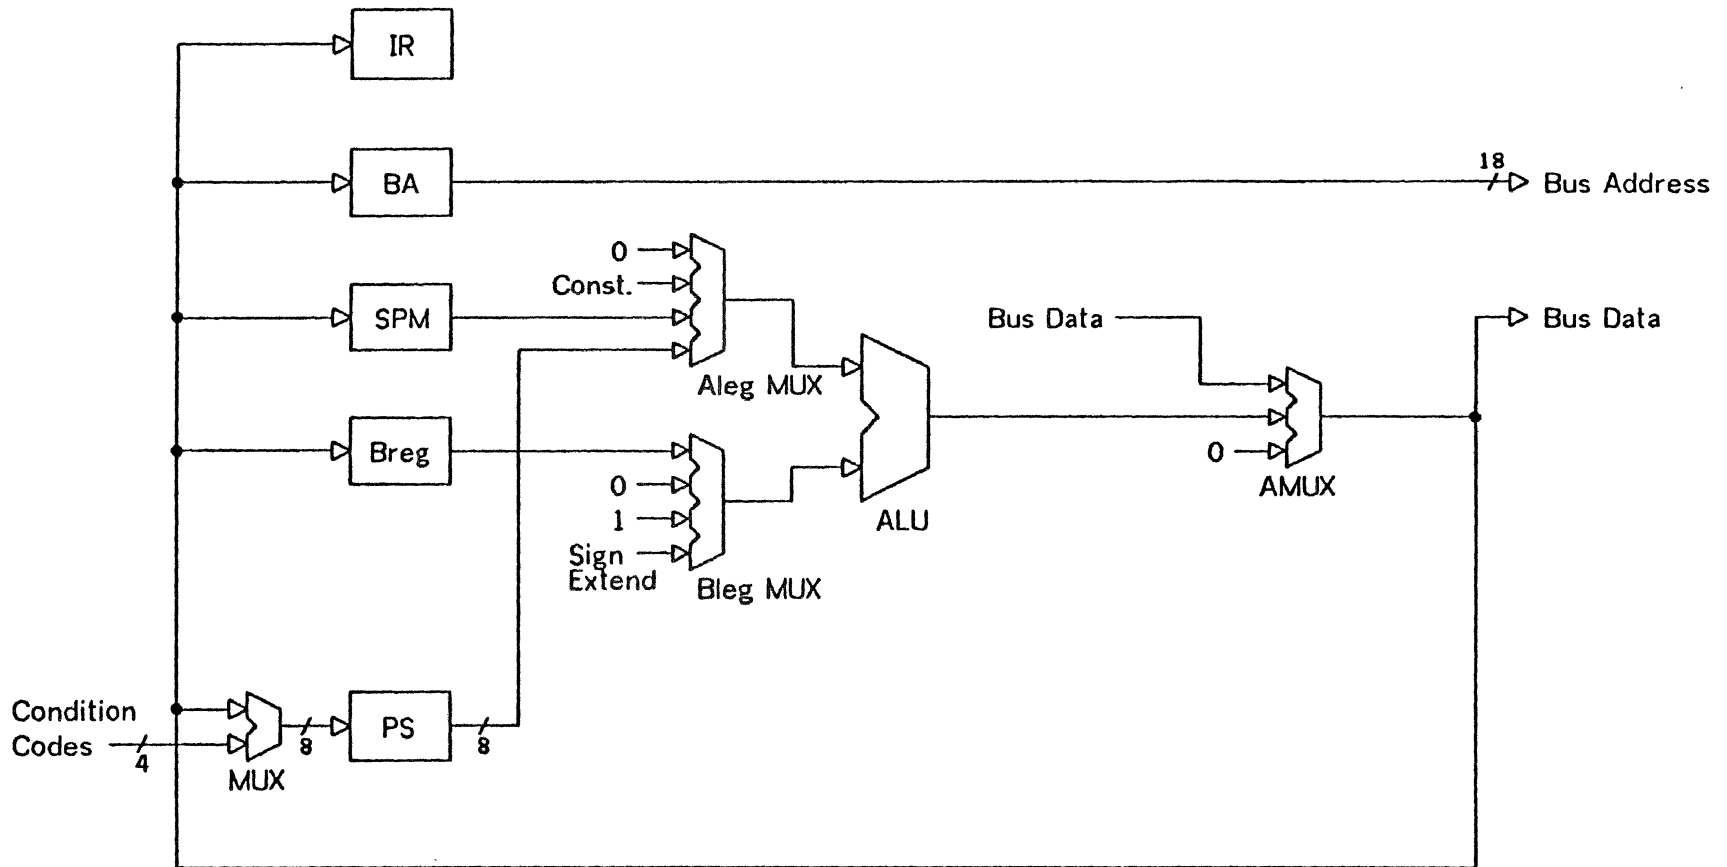 IR
18
BA
Bus Address
0
Const.
SPM
Bus Data
Bus Data
Aleg MUX
Breg
0
0
AMUX
1
ALU
Sign
Extend
Bleg MUX
Condition
Codes
4
8
PS
8
MUX